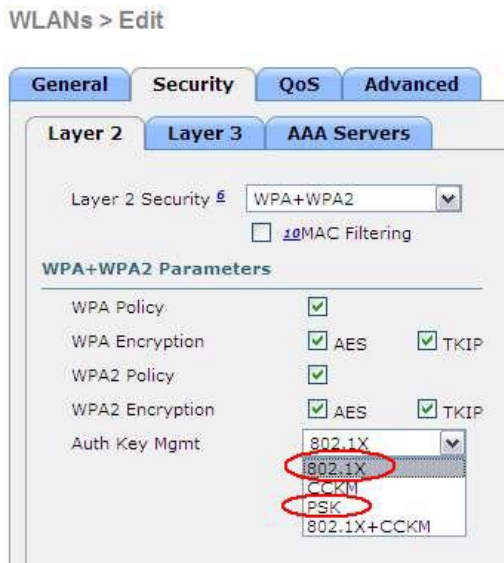 WLANs > Edit
General Security QoS Advanced
Layer 2 Layer 3 AAA Servers
Layer 2 Security 6 WPA+WPA2
10MAC Filtering
WPA+WPA2 Parameters
WPA Policy
WPA Encryption AES TKIP
WPA2 Policy
WPA2 Encryption AES TKIP
Auth Key Mgmt 802.1X
802.1X
CCKM
PSK
802.1X+CCKM